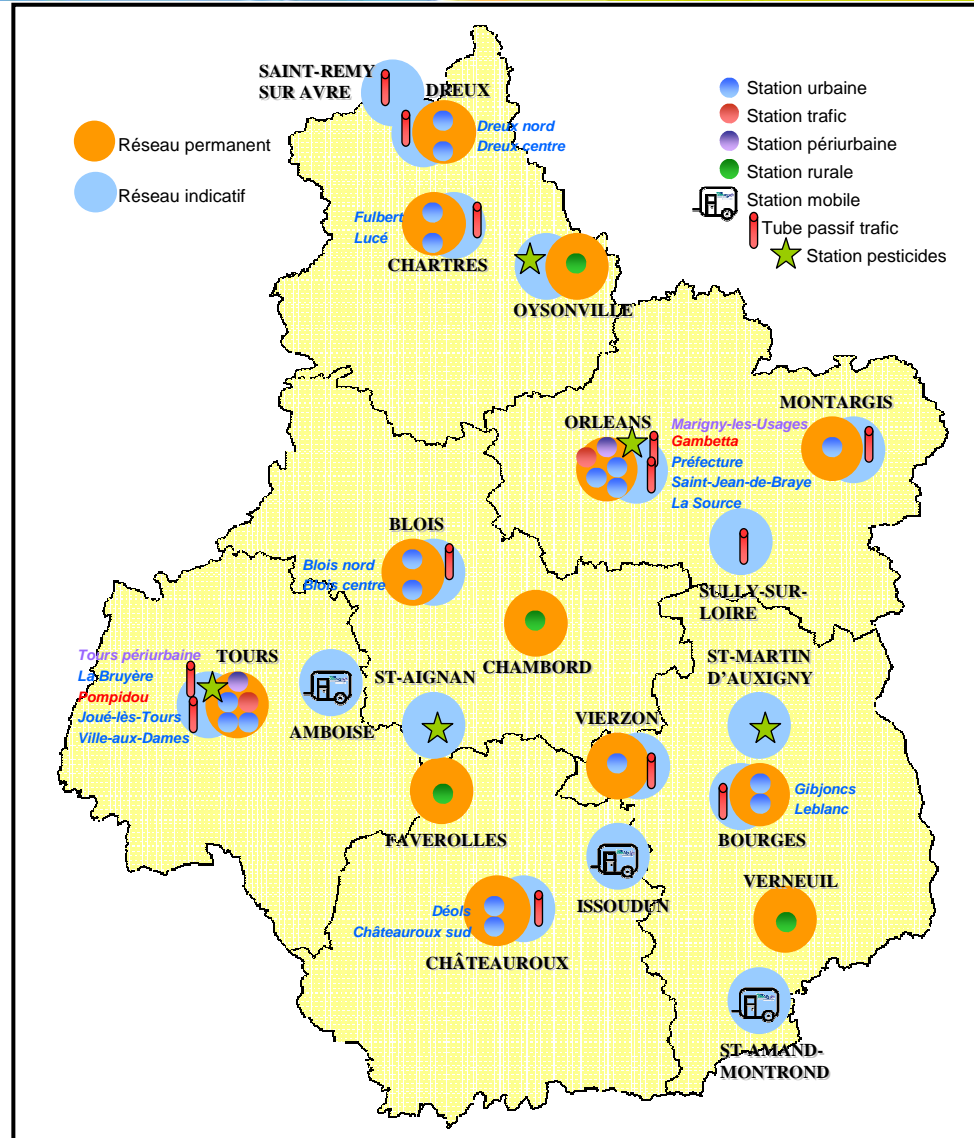 SAINT-REMY
SUR AVRE
DREUX
Dreux nord
Dreux centre
Réseau permanent
Réseau indicatif
Station urbaine
Station trafic
Station périurbaine
Station rurale
Station mobile
Tube passif trafic
Station pesticides
Fulbert
Lucé
CHARTRES
OYSONVILLE
ORLEANS
Marigny-les-Usages
Gambetta
Préfecture
Saint-Jean-de-Braye
La Source
MONTARGIS
BLOIS
Blois nord
Blois centre
SULLY-SUR-
LOIRE
CHAMBORD
Tours périurbaine
La Bruyère
Pompidou
Joué-lès-Tours
Ville-aux-Dames
TOURS
AMBOISE
ST-AIGNAN
ST-MARTIN
D'AUXIGNY
VIERZON
FAVEROLLES
Gibjoncs
Leblanc
BOURGES
ISSOUDUN
VERNEUIL
Déols
Châteauroux sud
CHÂTEAUROUX
ST-AMAND-
MONTROND